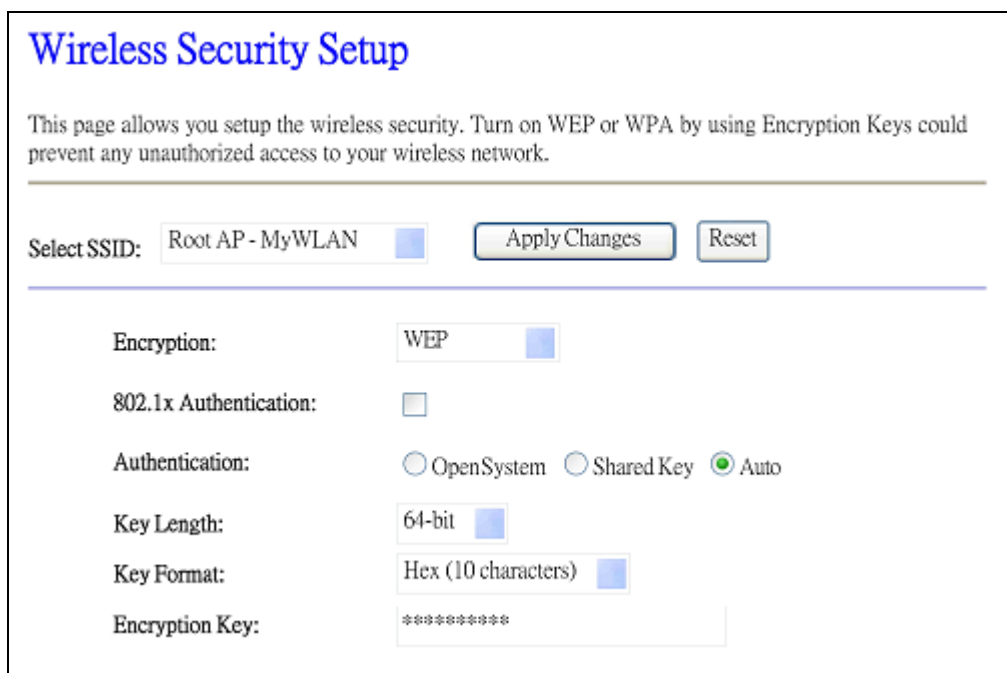 Wireless Security Setup
This page allows you setup the wireless security. Turn on WEP or WPA by using Encryption Keys could
prevent any unauthorized access to your wireless network.
Select SSID: Root AP - MyWLAN Apply Changes Reset
Encryption: WEP
802.1x Authentication:
Authentication: Open System Shared Key Auto
Key Length: 64-bit
Key Format: Hex (10 characters)
Encryption Key: **********